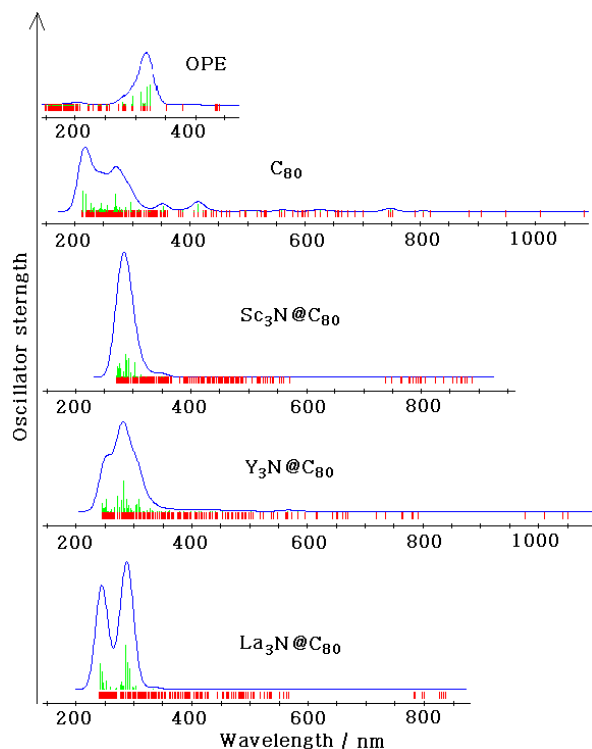 Oscillator sterngth
OPE
200 400
C80
200 400 600 800 1000
Sc3N@C80
200 400 600 800
Y3N@C80
200 400 600 800 1000
La3N@C80
200 400 600 800
Wavelength / nm